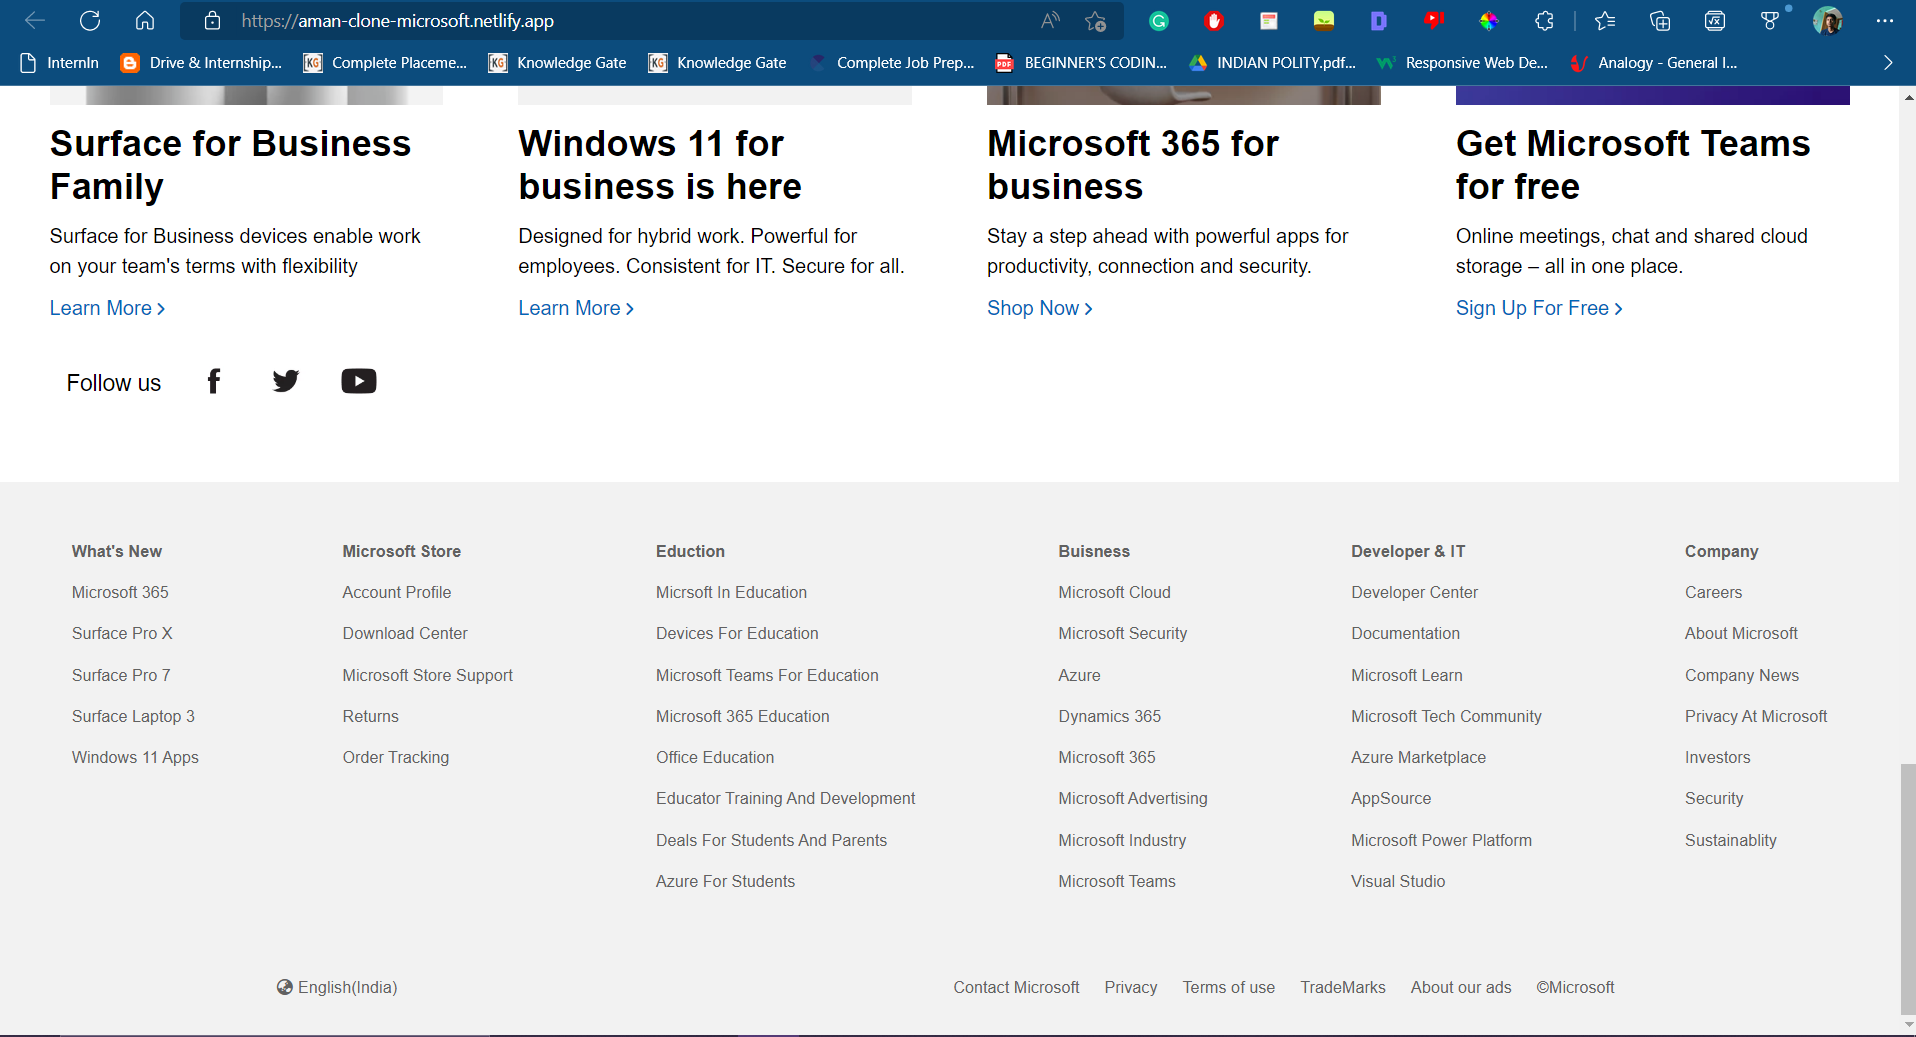 https://aman-clone-microsoft.netlify.app
InternIn
Drive & Internship...
Complete Placeme...
Knowledge Gate
Knowledge Gate
Complete Job Prep...
BEGINNER'S CODIN...
INDIAN POLITY.pdf...
Responsive Web De...
Analogy - General I...
Surface for Business
Family
Surface for Business devices enable work
on your team's terms with flexibility
Learn More
Windows 11 for
business is here
Designed for hybrid work. Powerful for
employees. Consistent for IT. Secure for all.
Learn More
Microsoft 365 for
business
Stay a step ahead with powerful apps for
productivity, connection and security.
Shop Now
Get Microsoft Teams
for free
Online meetings, chat and shared cloud
storage – all in one place.
Sign Up For Free
Follow us
What's New
Microsoft 365
Surface Pro X
Surface Pro 7
Surface Laptop 3
Windows 11 Apps
Microsoft Store
Account Profile
Download Center
Microsoft Store Support
Returns
Order Tracking
Eduction
Micrsoft In Education
Devices For Education
Microsoft Teams For Education
Microsoft 365 Education
Office Education
Educator Training And Development
Deals For Students And Parents
Azure For Students
Buisness
Microsoft Cloud
Microsoft Security
Azure
Dynamics 365
Microsoft 365
Microsoft Advertising
Microsoft Industry
Microsoft Teams
Developer & IT
Developer Center
Documentation
Microsoft Learn
Microsoft Tech Community
Azure Marketplace
AppSource
Microsoft Power Platform
Visual Studio
Company
Careers
About Microsoft
Company News
Privacy At Microsoft
Investors
Security
Sustainablity
English(India)
Contact Microsoft
Privacy
Terms of use
TradeMarks
About our ads
©Microsoft